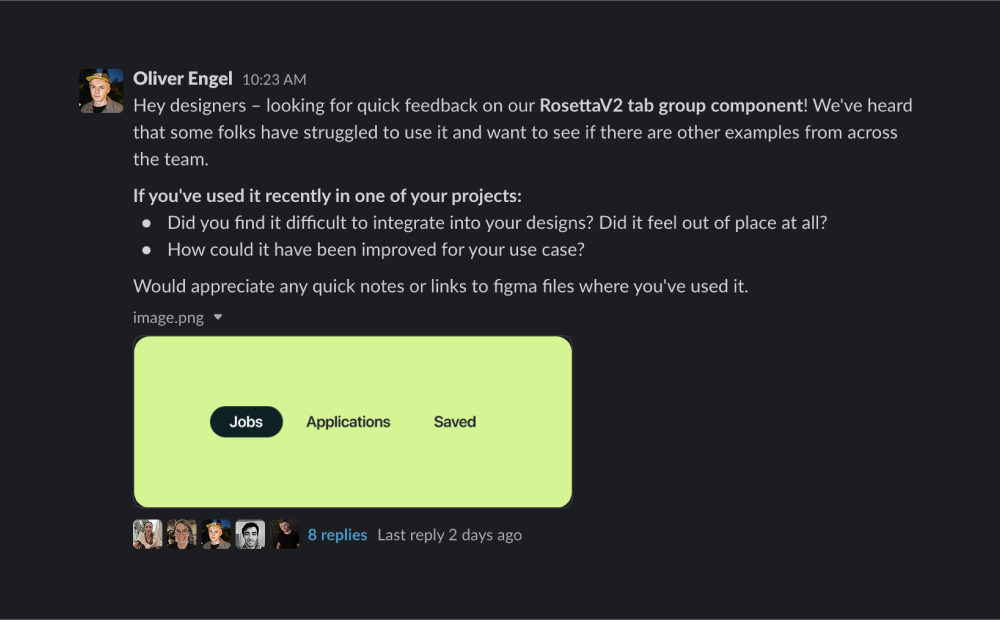 Oliver Engel 10:23 AM
Hey designers – looking for quick feedback on our RosettaV2 tab group component! We've heard
that some folks have struggled to use it and want to see if there are other examples from across
the team.
If you've used it recently in one of your projects:
● Did you find it difficult to integrate into your designs? Did it feel out of place at all?
● How could it have been improved for your use case?
Would appreciate any quick notes or links to figma files where you've used it.
image.png
Jobs Applications Saved
8 replies Last reply 2 days ago